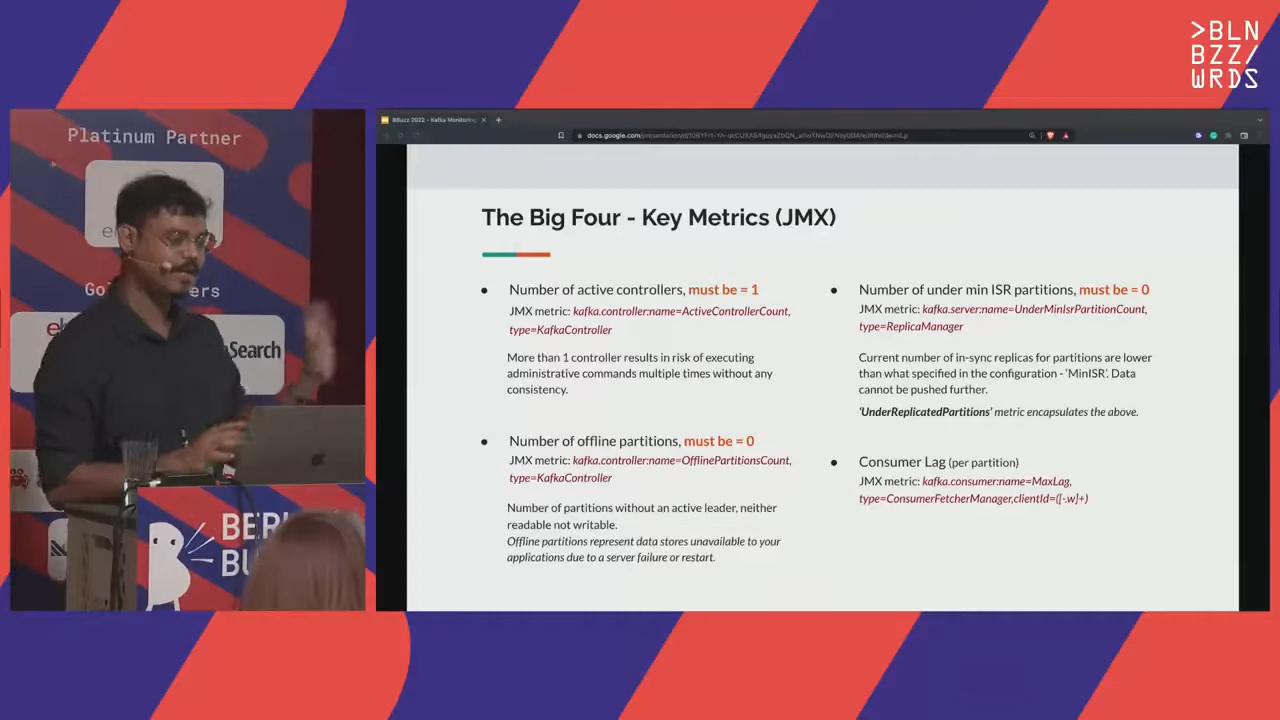 >BLN
BZZ/
WRDS
Platinum Partner
BBuzz 2022 - Kafka Monitoring
The Big Four - Key Metrics (JMX)
● Number of active controllers, must be = 1
JMX metric: kafka.controller:name=ActiveControllerCount,
type=KafkaController
More than 1 controller results in risk of executing
administrative commands multiple times without any
consistency.
● Number of offline partitions, must be = 0
JMX metric: kafka.controller:name=OfflinePartitionsCount,
type=KafkaController
Number of partitions without an active leader, neither
readable not writable.
Offline partitions represent data stores unavailable to your
applications due to a server failure or restart.
● Number of under min ISR partitions, must be = 0
JMX metric: kafka.server:name=UnderMinIsrPartitionCount,
type=ReplicaManager
Current number of in-sync replicas for partitions are lower
than what specified in the configuration - ‘MinISR’. Data
cannot be pushed further.
‘UnderReplicatedPartitions’ metric encapsulates the above.
● Consumer Lag (per partition)
JMX metric: kafka.consumer:name=MaxLag,
type=ConsumerFetcherManager,clientId=([-.w]+)
Search
BERL
BU